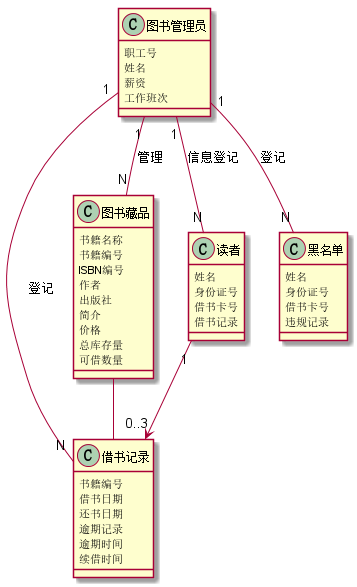 C 图书管理员
职工号
姓名
薪资
工作班次
1
1
1
1
管理
信息登记
登记
登记
N
N
N
C 图书藏品
书籍名称
书籍编号
ISBN编号
作者
出版社
简介
价格
总库存量
可借数量
C 读者
姓名
身份证号
借书卡号
借书记录
C 黑名单
姓名
身份证号
借书卡号
违规记录
1
0..3
N
C 借书记录
书籍编号
借书日期
还书日期
逾期记录
逾期时间
续借时间